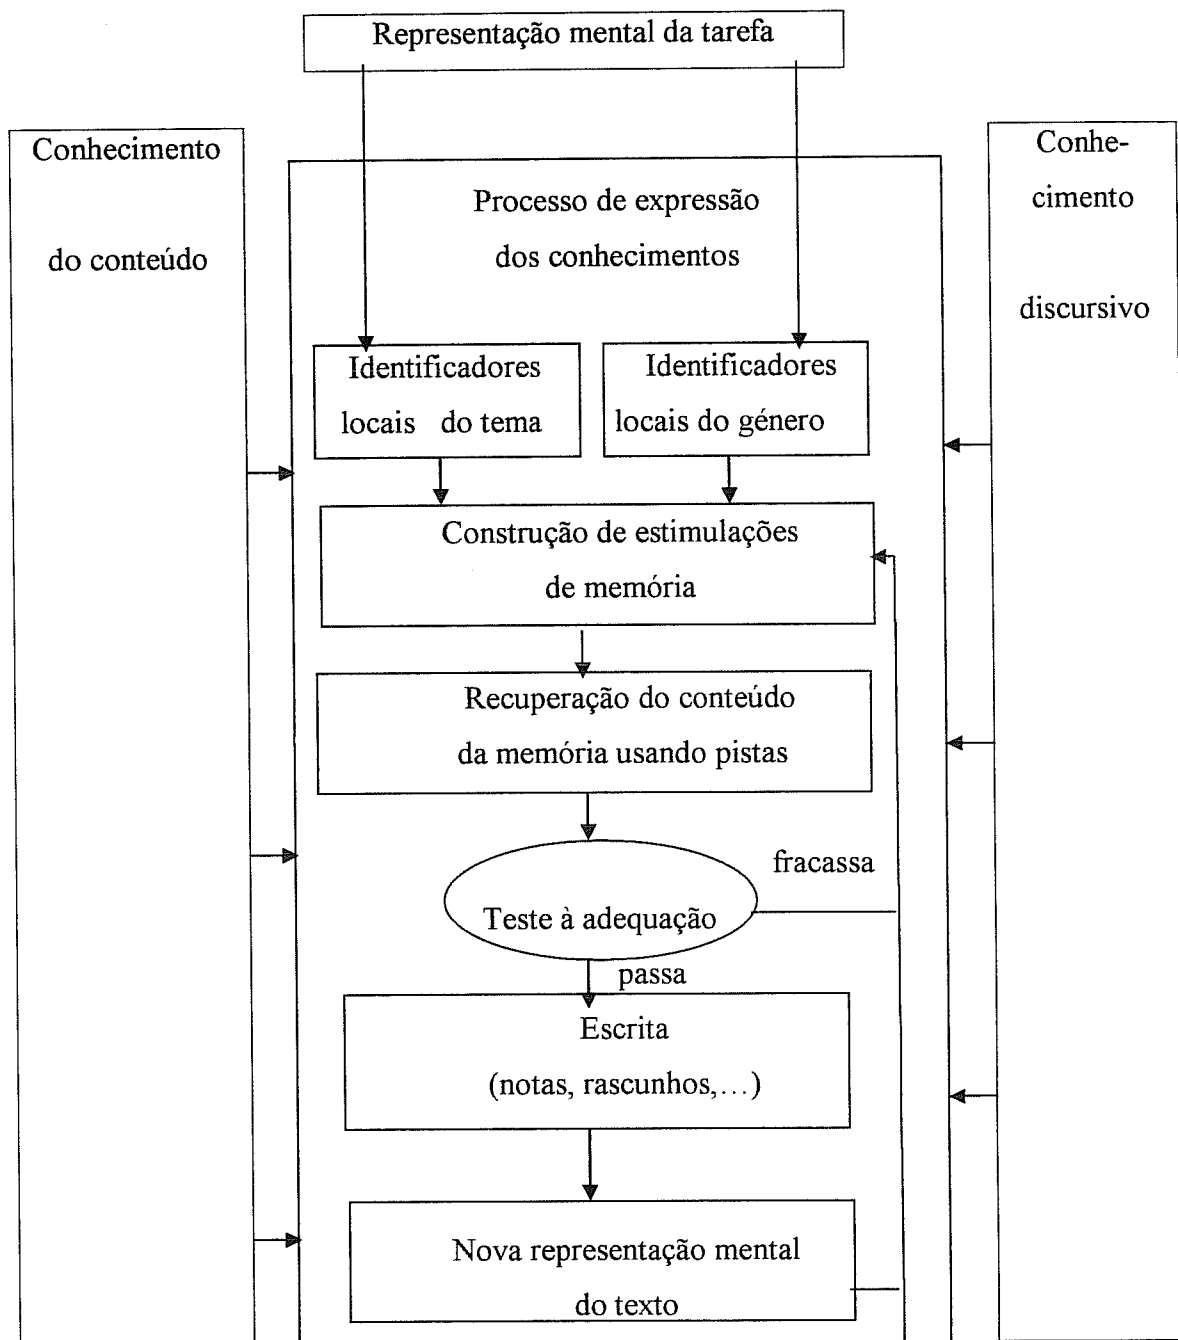 Representação mental da tarefa
Conhecimento
do conteúdo
Processo de expressão
dos conhecimentos
Conhe-
cimento
discursivo
Identificadores
locais do tema
Identificadores
locais do género
Construção de estimulações
de memória
Recuperação do conteúdo
da memória usando pistas
fracassa
Teste à adequação
passa
Escrita
(notas, rascunhos,…)
Nova representação mental
do texto